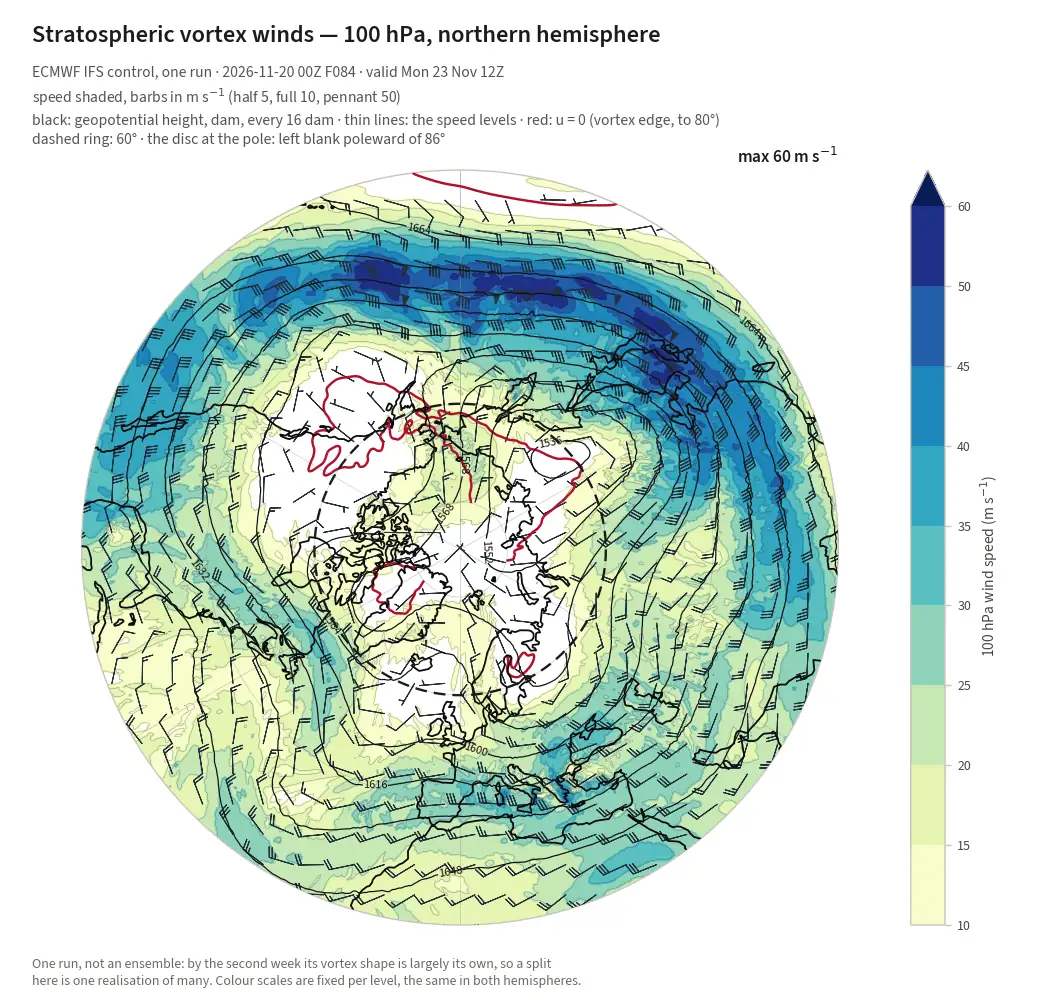 Stratospheric vortex winds — 100 hPa, northern hemisphere
ECMWF IFS control, one run · 2026-11-20 00Z F084 · valid Mon 23 Nov 12Z
speed shaded, barbs in m s⁻¹ (half 5, full 10, pennant 50)
black: geopotential height, dam, every 16 dam · thin lines: the speed levels · red: u = 0 (vortex edge, to 80°)
dashed ring: 60° · the disc at the pole: left blank poleward of 86°
max 60 m s⁻¹
60
50
45
40
35
30
25
20
15
10
100 hPa wind speed (m s⁻¹)
1664
1664
1536
1568
1568
1552
1632
1600
1616
1648
One run, not an ensemble: by the second week its vortex shape is largely its own, so a split
here is one realisation of many. Colour scales are fixed per level, the same in both hemispheres.